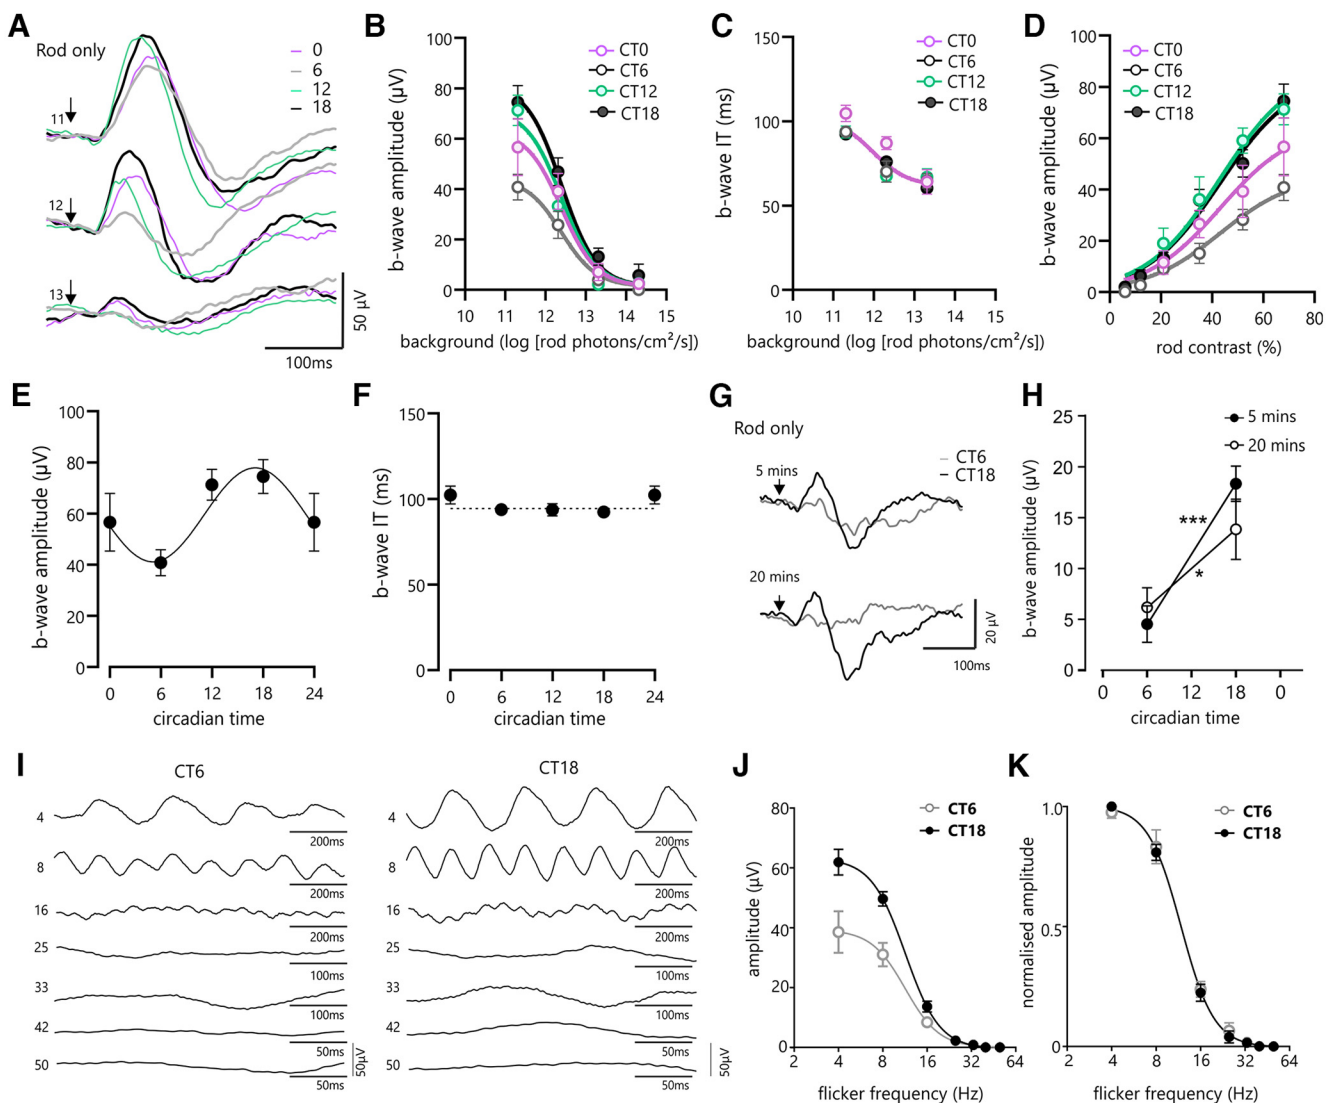 A
Rod only
0
6
12
18
11
12
13
50 µV
100ms
B
b-wave amplitude (µV)
100
80
60
40
20
0
CT0
CT6
CT12
CT18
10 11 12 13 14 15
background (log [rod photons/cm²/s])
C
b-wave IT (ms)
150
100
50
0
CT0
CT6
CT12
CT18
10 11 12 13 14 15
background (log [rod photons/cm²/s])
D
b-wave amplitude (µV)
100
80
60
40
20
0
CT0
CT6
CT12
CT18
0 20 40 60 80
rod contrast (%)
E
b-wave amplitude (µV)
100
80
60
40
20
0
0 6 12 18 24
circadian time
F
b-wave IT (ms)
150
100
50
0
0 6 12 18 24
circadian time
G
Rod only
CT6
CT18
5 mins
20 mins
20 µV
100ms
H
b-wave amplitude (µV)
25
20
15
10
5
0
5 mins
20 mins
***
*
0 6 12 18 0
circadian time
I
CT6
4
200ms
8
200ms
16
200ms
25
100ms
33
100ms
42
50ms
50
50ms
50µV
CT18
4
200ms
8
200ms
16
200ms
25
100ms
33
100ms
42
50ms
50
50ms
50µV
J
amplitude (µV)
80
60
40
20
0
CT6
CT18
2 4 8 16 32 64
flicker frequency (Hz)
K
normalised amplitude
1.0
0.5
0
CT6
CT18
2 4 8 16 32 64
flicker frequency (Hz)